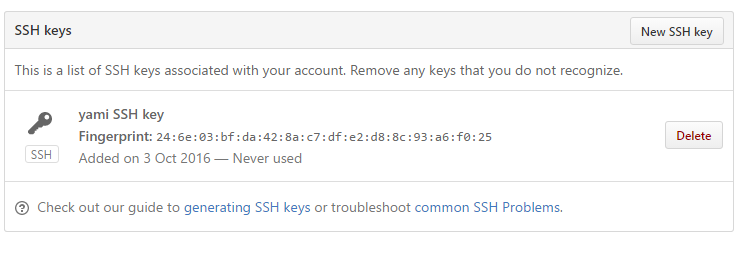 SSH keys
New SSH key
This is a list of SSH keys associated with your account. Remove any keys that you do not recognize.
yami SSH key
Fingerprint: 24:6e:03:bf:da:42:8a:c7:df:e2:d8:8c:93:a6:f0:25
Delete
SSH
Added on 3 Oct 2016 — Never used
Check out our guide to generating SSH keys or troubleshoot common SSH Problems.